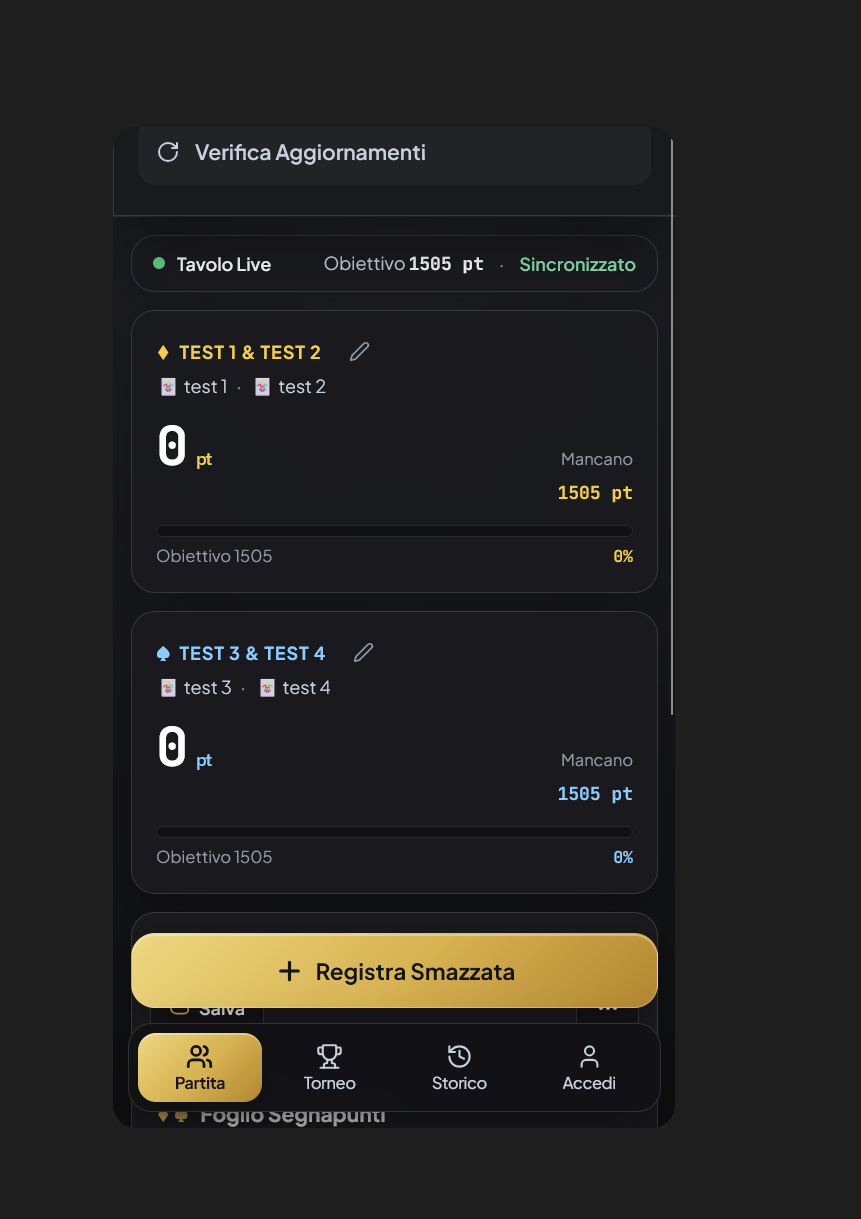 Verifica Aggiornamenti
Tavolo Live Obiettivo 1505 pt · Sincronizzato
TEST 1 & TEST 2
test 1 · test 2
0 pt
Mancano
1505 pt
Obiettivo 1505 0%
TEST 3 & TEST 4
test 3 · test 4
0 pt
Mancano
1505 pt
Obiettivo 1505 0%
Registra Smazzata
Salva
Partita Torneo Storico Accedi
Foglio Segnapunti